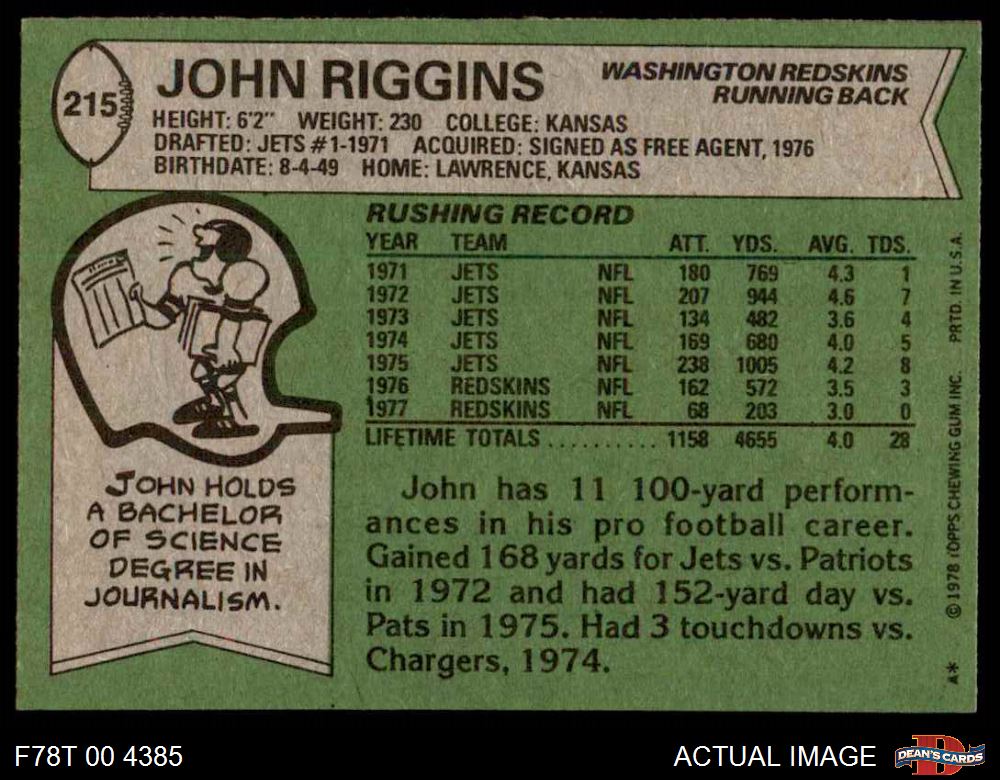 215
JOHN RIGGINS
WASHINGTON REDSKINS
RUNNING BACK
HEIGHT: 6'2" WEIGHT: 230 COLLEGE: KANSAS
DRAFTED: JETS #1-1971 ACQUIRED: SIGNED AS FREE AGENT, 1976
BIRTHDATE: 8-4-49 HOME: LAWRENCE, KANSAS
RUSHING RECORD
YEAR TEAM ATT. YDS. AVG. TDS.
1971 JETS NFL 180 769 4.3 1
1972 JETS NFL 207 944 4.6 7
1973 JETS NFL 134 482 3.6 4
1974 JETS NFL 169 680 4.0 5
1975 JETS NFL 238 1005 4.2 8
1976 REDSKINS NFL 162 572 3.5 3
1977 REDSKINS NFL 68 203 3.0 0
LIFETIME TOTALS .......... 1158 4655 4.0 28
JOHN HOLDS
A BACHELOR
OF SCIENCE
DEGREE IN
JOURNALISM.
John has 11 100-yard perform-
ances in his pro football career.
Gained 168 yards for Jets vs. Patriots
in 1972 and had 152-yard day vs.
Pats in 1975. Had 3 touchdowns vs.
Chargers, 1974.
A* © 1978 TOPPS CHEWING GUM INC. PRTD. IN U.S.A.
F78T 00 4385
ACTUAL IMAGE
D
DEAN'S CARDS